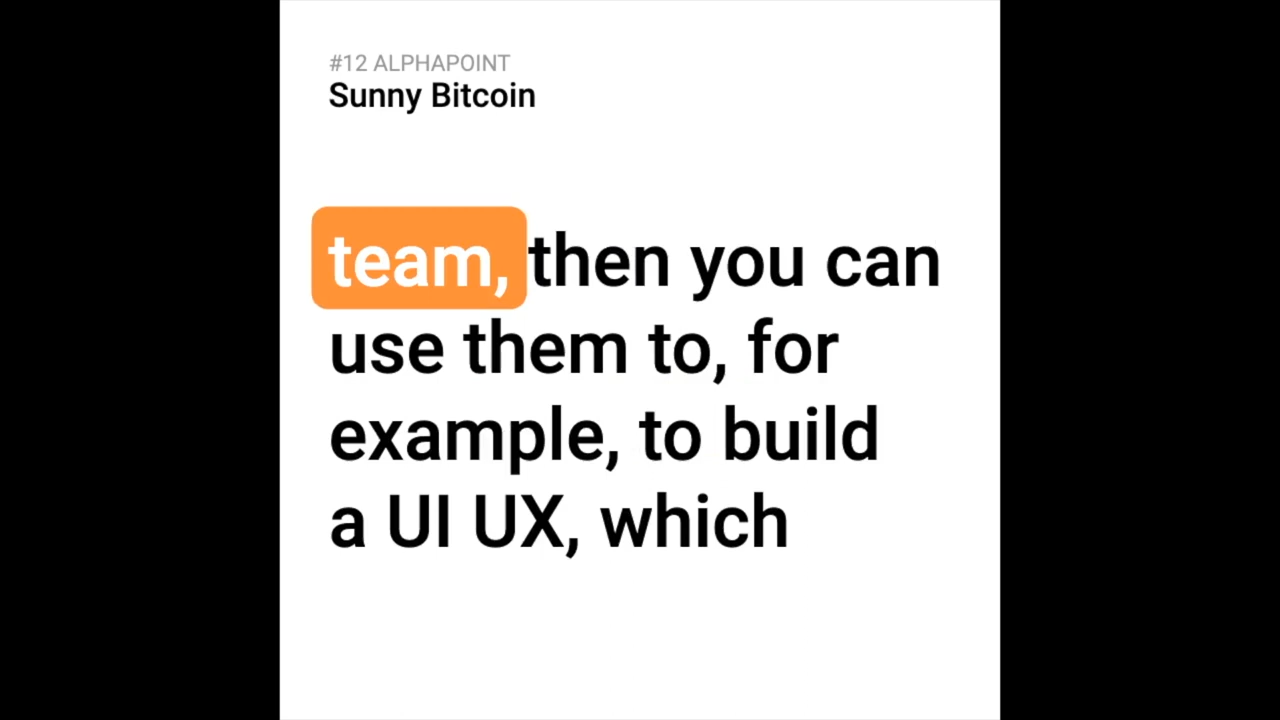 #12 ALPHAPOINT
Sunny Bitcoin
team, then you can
use them to, for
example, to build
a UI UX, which